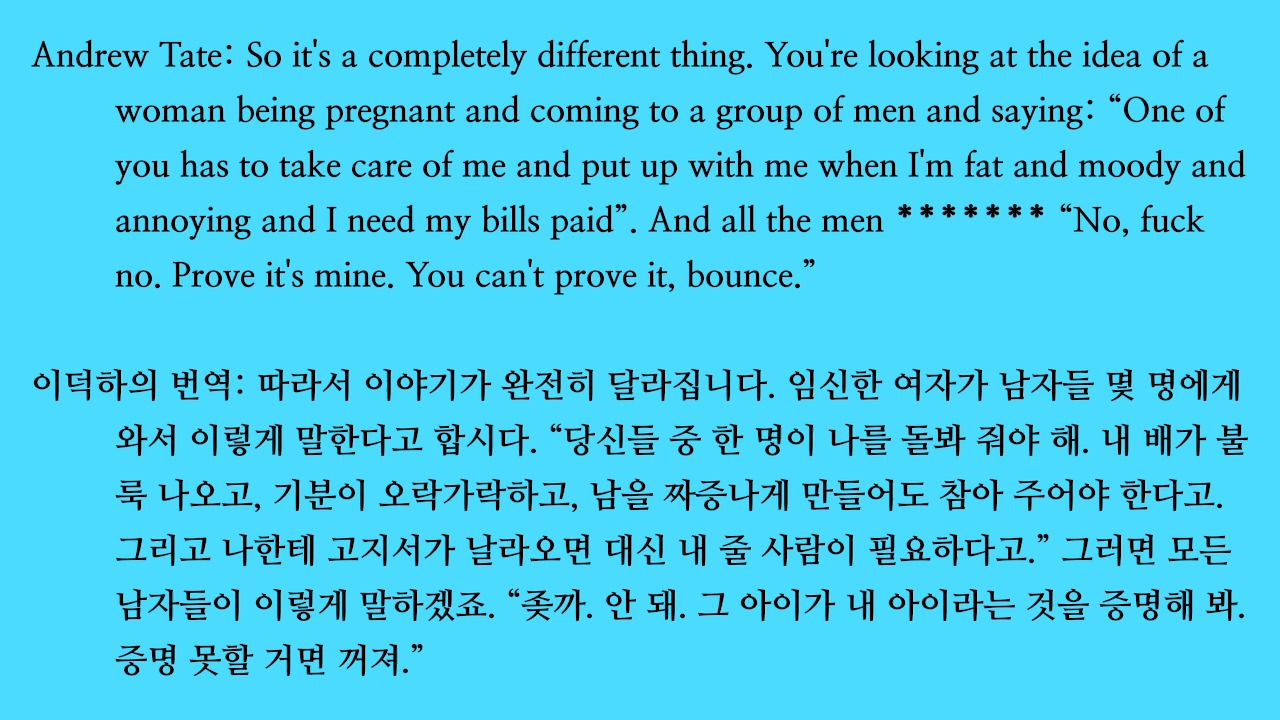 Andrew Tate: So it's a completely different thing. You're looking at the idea of a
woman being pregnant and coming to a group of men and saying: “One of
you has to take care of me and put up with me when I'm fat and moody and
annoying and I need my bills paid”. And all the men ******* “No, fuck
no. Prove it's mine. You can't prove it, bounce.”
이덕하의 번역: 따라서 이야기가 완전히 달라집니다. 임신한 여자가 남자들 몇 명에게
와서 이렇게 말한다고 합시다. “당신들 중 한 명이 나를 돌봐 줘야 해. 내 배가 불
룩 나오고, 기분이 오락가락하고, 남을 짜증나게 만들어도 참아 주어야 한다고.
그리고 나한테 고지서가 날라오면 대신 내 줄 사람이 필요하다고.” 그러면 모든
남자들이 이렇게 말하겠죠. “좆까. 안 돼. 그 아이가 내 아이라는 것을 증명해 봐.
증명 못할 거면 꺼져.”